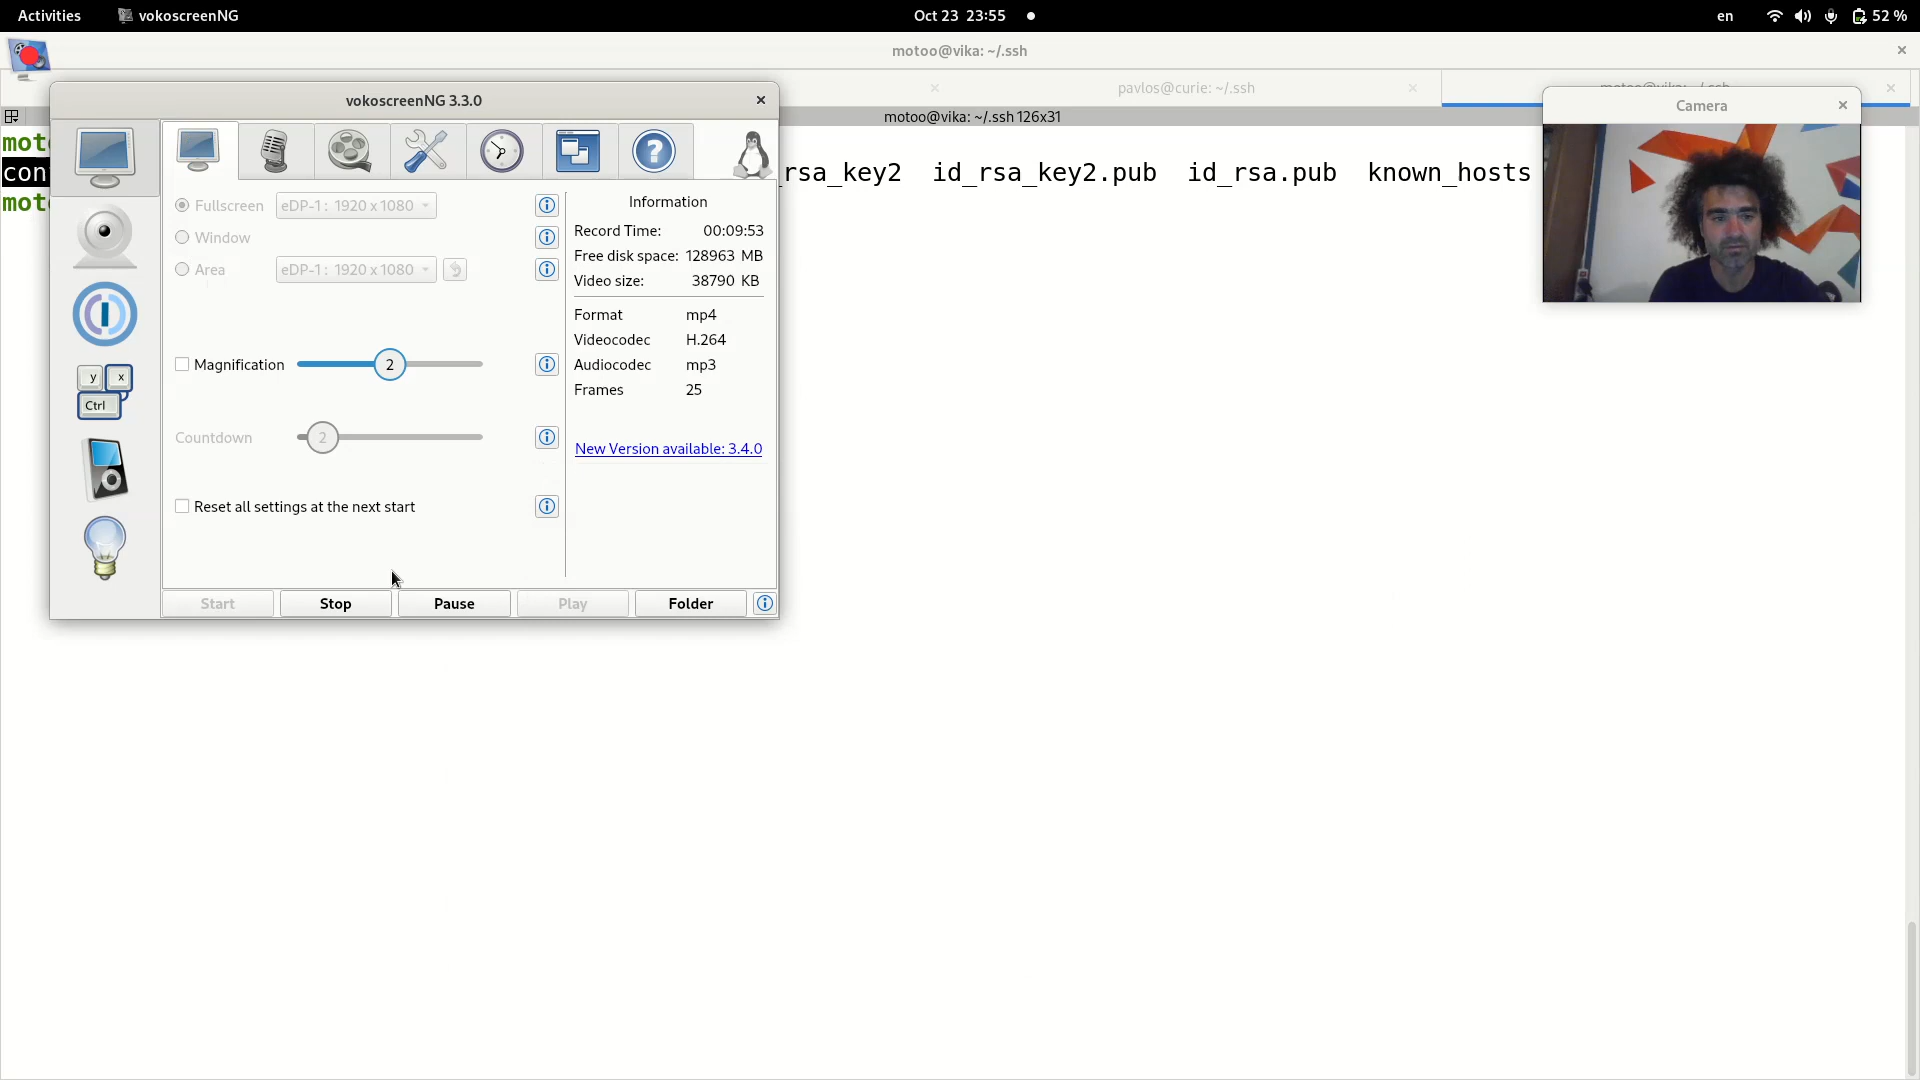 Activities
vokoscreenNG
Oct 23 23:55
en
52 %
motoo@vika: ~/.ssh
pavlos@curie: ~/.ssh
motoo@vika: ~/.ssh
motoo@vika: ~/.ssh 126x31
mot
con
_rsa_key2 id_rsa_key2.pub id_rsa.pub known_hosts
mot
vokoscreenNG 3.3.0
Fullscreen
eDP-1 : 1920 x 1080
Window
Area
eDP-1 : 1920 x 1080
Magnification
2
Countdown
2
Reset all settings at the next start
y
x
Ctrl
Information
Record Time: 00:09:53
Free disk space: 128963 MB
Video size: 38790 KB
Format mp4
Videocodec H.264
Audiocodec mp3
Frames 25
New Version available: 3.4.0
Start
Stop
Pause
Play
Folder
Camera